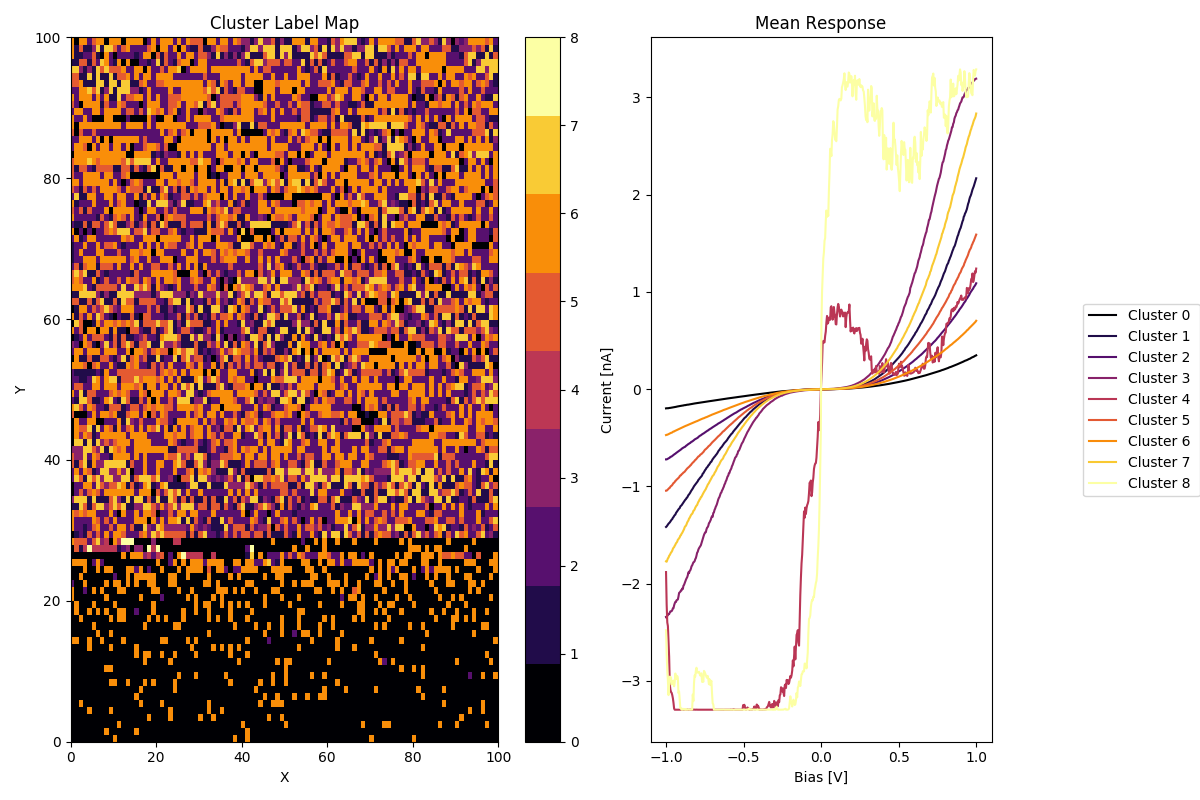 Cluster Label Map
Y
100
80
60
40
20
0
0
20
40
60
80
100
X
8
7
6
5
4
3
2
1
0
Mean Response
Current [nA]
3
2
1
0
−1
−2
−3
−1.0
−0.5
0.0
0.5
1.0
Bias [V]
Cluster 0
Cluster 1
Cluster 2
Cluster 3
Cluster 4
Cluster 5
Cluster 6
Cluster 7
Cluster 8